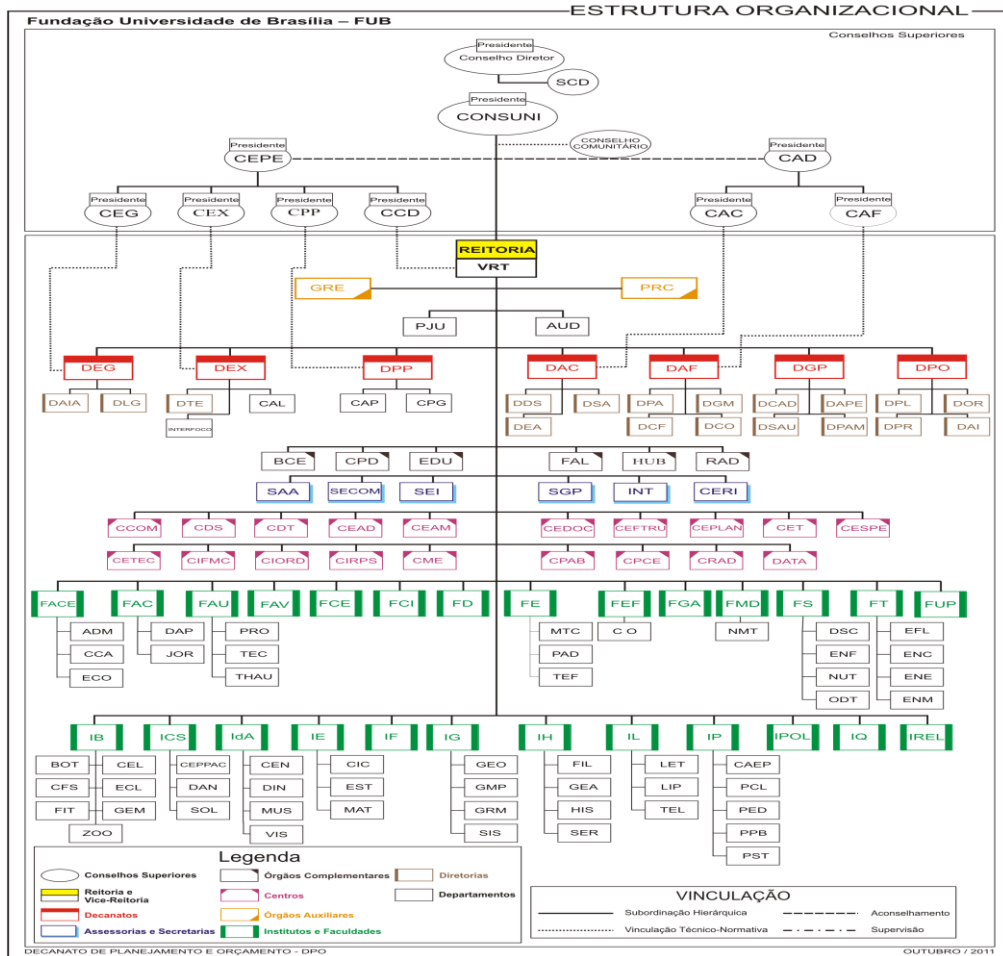 ESTRUTURA ORGANIZACIONAL
Fundação Universidade de Brasília – FUB
Conselhos Superiores
Presidente
Conselho Diretor
SCD
Presidente
CONSUNI
CONSELHO
COMUNITÁRIO
Presidente
CEPE
Presidente
CAD
Presidente Presidente Presidente Presidente Presidente Presidente
CEG CEX CPP CCD CAC CAF
REITORIA
VRT
GRE PRC
PJU AUD
DEG DEX DPP DAC DAF DGP DPO
DAIA DLG DTE CAL CAP CPG DDS DSA DPA DGM DCAD DAPE DPL DOR
INTERFOCO DEA DCF DCO DSAU DPAM DPR DAI
BCE CPD EDU FAL HUB RAD
SAA SECOM SEI SGP INT CERI
CCOM CDS CDT CEAD CEAM CEDOC CEFTRU CEPLAN CET CESPE
CETEC CIFMC CIORD CIRPS CME CPAB CPCE CRAD DATA
FACE FAC FAU FAV FCE FCI FD FE FEF FGA FMD FS FT FUP
ADM DAP PRO MTC C O NMT DSC EFL
CCA JOR TEC PAD ENF ENC
ECO THAU TEF NUT ENE
ODT ENM
IB ICS IdA IE IF IG IH IL IP IPOL IQ IREL
BOT CEL CEPPAC CEN CIC GEO FIL LET CAEP
CFS ECL DAN DIN EST GMP GEA LIP PCL
FIT GEM SOL MUS MAT GRM HIS TEL PED
ZOO VIS SIS SER PPB
PST
Legenda
Conselhos Superiores
Órgãos Complementares
Diretorias
Reitoria e
Vice-Reitoria
Centros
Departamentos
Decanatos
Órgãos Auxiliares
Assessorias e Secretarias
Institutos e Faculdades
VINCULAÇÃO
Subordinação Hierárquica
Aconselhamento
Vinculação Técnico-Normativa
Supervisão
DECANATO DE PLANEJAMENTO E ORÇAMENTO - DPO
OUTUBRO / 2011